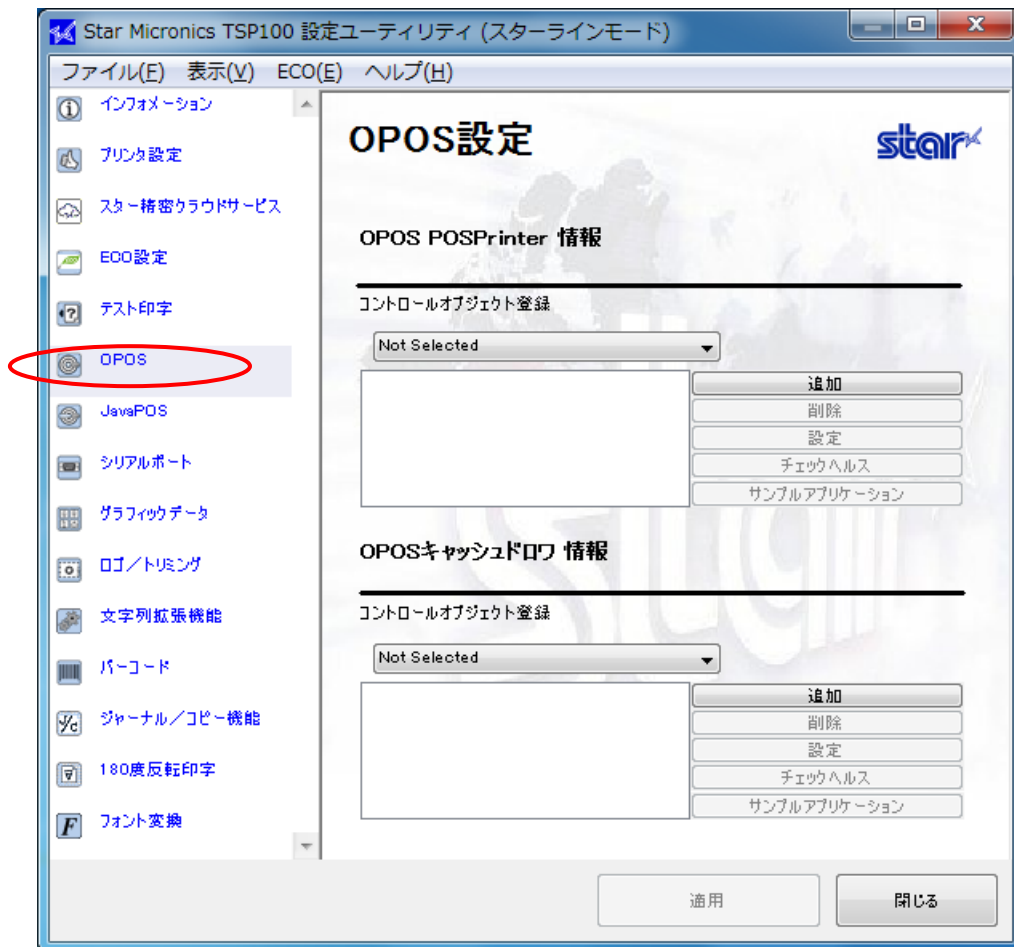 Star Micronics TSP100 設定ユーティリティ (スターラインモード)
ファイル(F) 表示(V) ECO(E) ヘルプ(H)
インフォメーション
プリンタ設定
スター精密クラウドサービス
ECO設定
テスト印字
OPOS
JavaPOS
シリアルポート
グラフィックデータ
ロゴ／トリミング
文字列拡張機能
バーコード
ジャーナル／コピー機能
180度反転印字
フォント変換
OPOS設定
star
OPOS POSPrinter 情報
コントロールオブジェクト登録
Not Selected
追加
削除
設定
チェックヘルス
サンプルアプリケーション
OPOSキャッシュドロワ 情報
コントロールオブジェクト登録
Not Selected
追加
削除
設定
チェックヘルス
サンプルアプリケーション
適用
閉じる